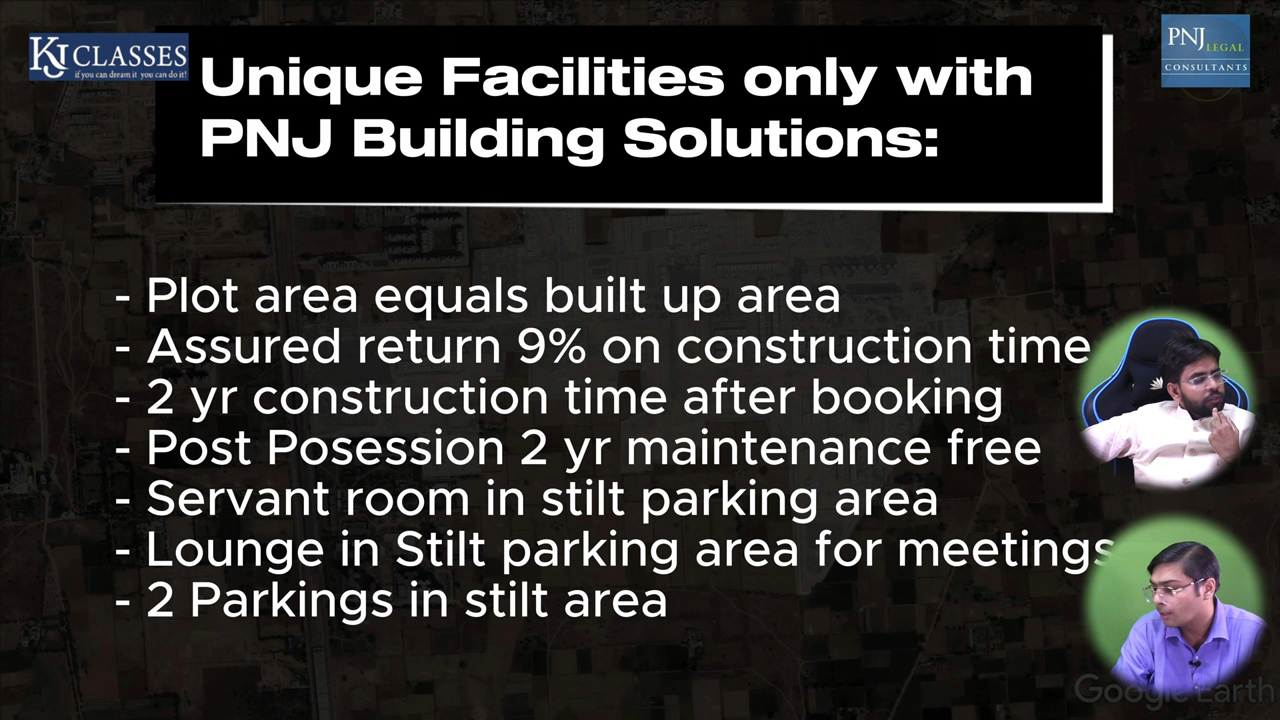 KJ CLASSES
if you can dream it you can do it!
PNJ LEGAL
CONSULTANTS
Unique Facilities only with
PNJ Building Solutions:
- Plot area equals built up area
- Assured return 9% on construction time
- 2 yr construction time after booking
- Post Posession 2 yr maintenance free
- Servant room in stilt parking area
- Lounge in Stilt parking area for meetings
- 2 Parkings in stilt area
Google Earth